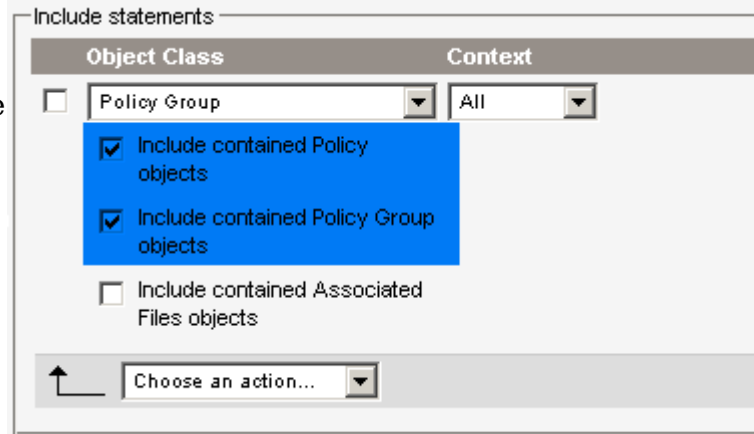 Include statements
Object Class Context
e
Policy Group All
Include contained Policy
objects
Include contained Policy Group
objects
Include contained Associated
Files objects
Choose an action...